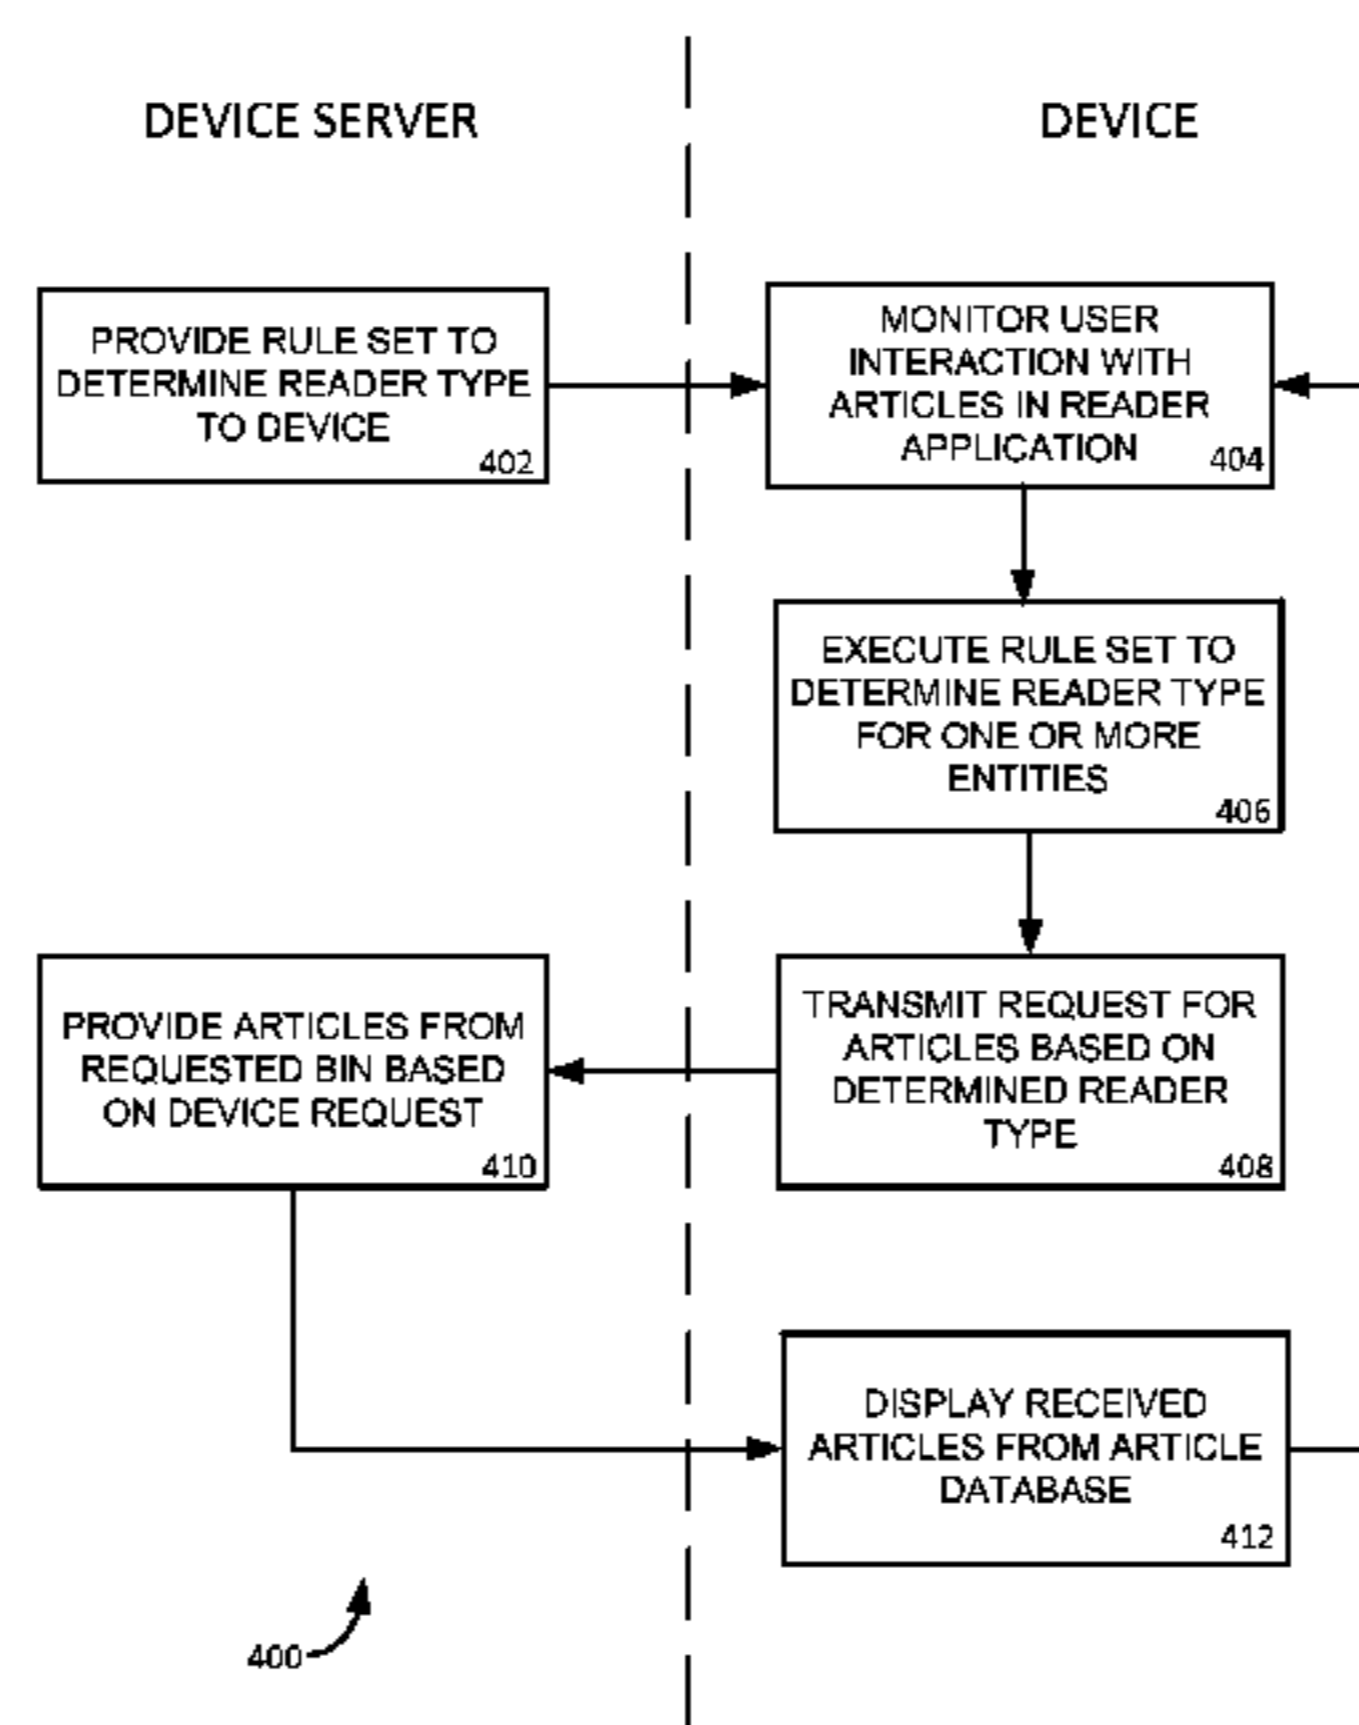 DEVICE SERVER
DEVICE
PROVIDE RULE SET TO
DETERMINE READER TYPE
TO DEVICE
402
MONITOR USER
INTERACTION WITH
ARTICLES IN READER
APPLICATION
404
EXECUTE RULE SET TO
DETERMINE READER TYPE
FOR ONE OR MORE
ENTITIES
406
TRANSMIT REQUEST FOR
ARTICLES BASED ON
DETERMINED READER
TYPE
408
PROVIDE ARTICLES FROM
REQUESTED BIN BASED
ON DEVICE REQUEST
410
DISPLAY RECEIVED
ARTICLES FROM ARTICLE
DATABASE
412
400